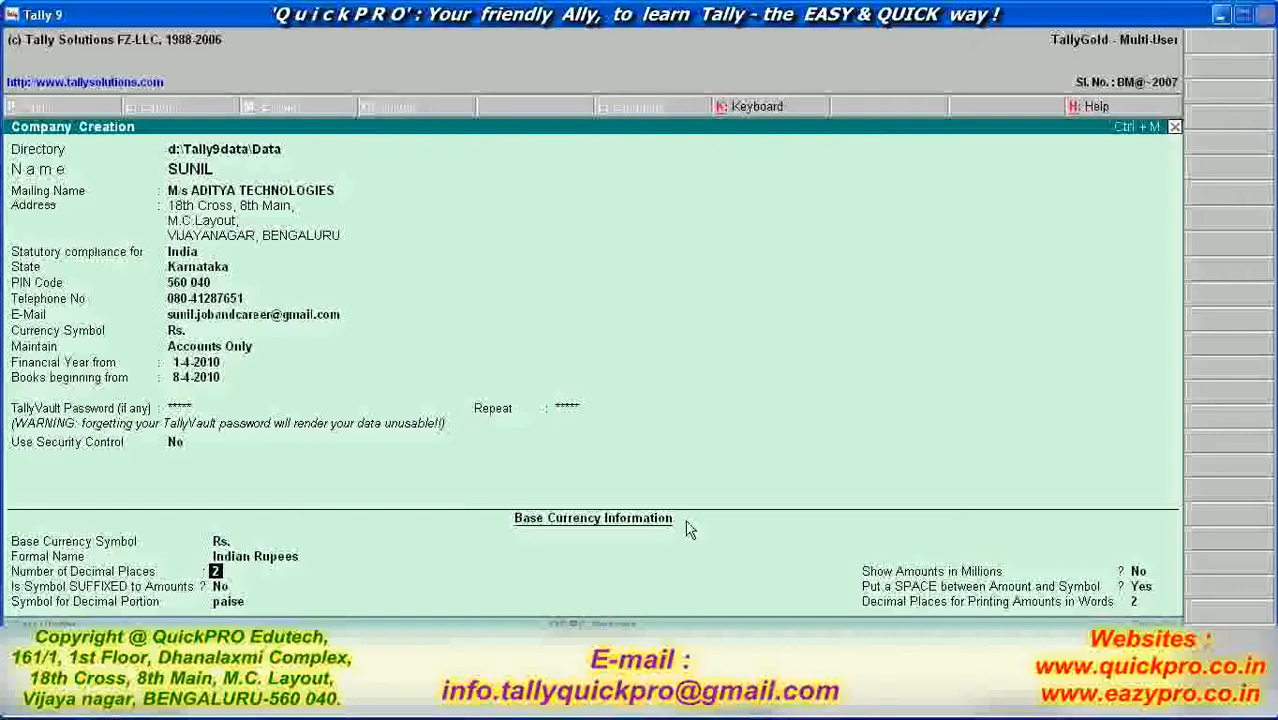 Tally 9
'QuickPRO': Your friendly Ally, to learn Tally - the EASY & QUICK way!
(c) Tally Solutions FZ-LLC, 1988-2006
TallyGold - Multi-User
http://www.tallysolutions.com
Sl. No. : BM@~2007
K: Keyboard
H: Help
Company Creation
Ctrl + M
Directory d:\Tally9data\Data
Name SUNIL
Mailing Name : M/s ADITYA TECHNOLOGIES
Address : 18th Cross, 8th Main,
M.C.Layout,
VIJAYANAGAR, BENGALURU
Statutory compliance for : India
State : Karnataka
PIN Code : 560 040
Telephone No : 080-41287651
E-Mail : sunil.jobandcareer@gmail.com
Currency Symbol : Rs.
Maintain : Accounts Only
Financial Year from : 1-4-2010
Books beginning from : 8-4-2010
TallyVault Password (if any) : ***** Repeat : *****
(WARNING: forgetting your TallyVault password will render your data unusable!!)
Use Security Control No
Base Currency Information
Base Currency Symbol Rs.
Formal Name Indian Rupees
Number of Decimal Places : 2 Show Amounts in Millions ? No
Is Symbol SUFFIXED to Amounts ? No Put a SPACE between Amount and Symbol ? Yes
Symbol for Decimal Portion paise Decimal Places for Printing Amounts in Words 2
Copyright @ QuickPRO Edutech,
161/1, 1st Floor, Dhanalaxmi Complex,
18th Cross, 8th Main, M.C. Layout,
Vijaya nagar, BENGALURU-560 040.
E-mail :
info.tallyquickpro@gmail.com
Websites :
www.quickpro.co.in
www.eazypro.co.in